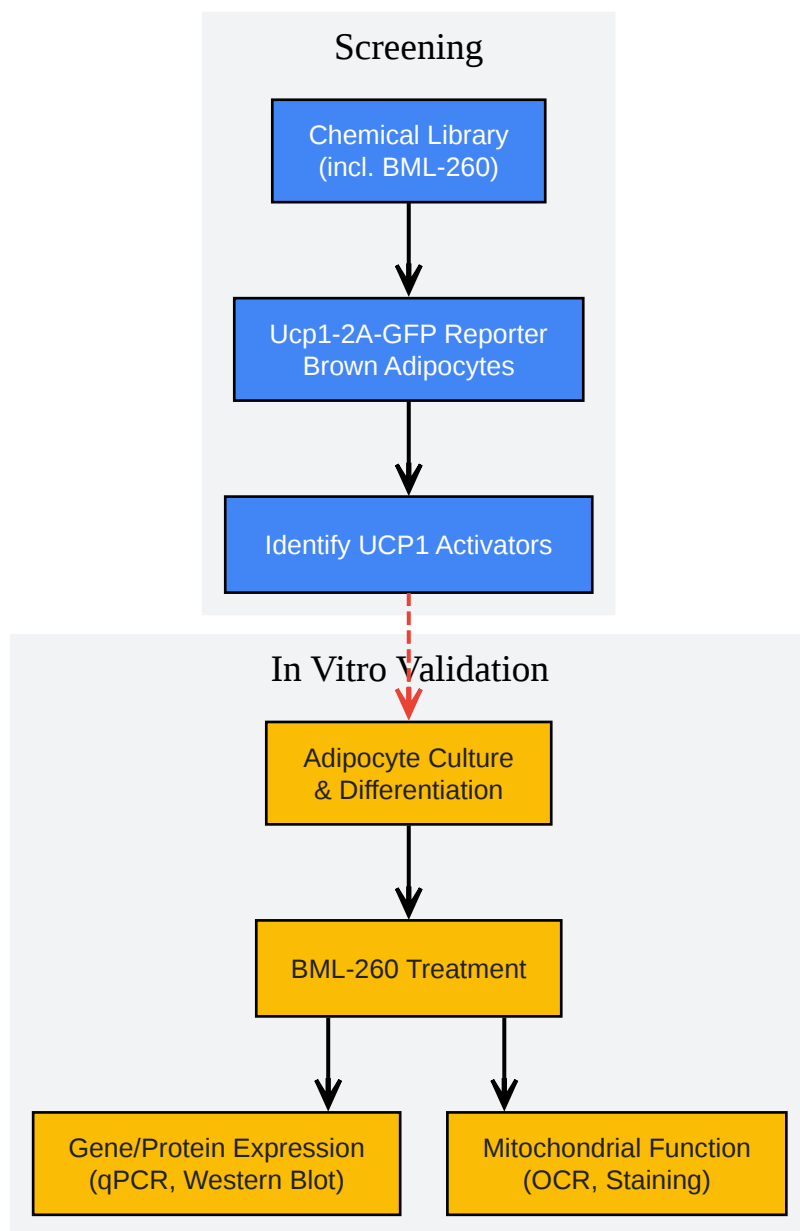 Screening
Chemical Library
(incl. BML-260)
Ucp1-2A-GFP Reporter
Brown Adipocytes
Identify UCP1 Activators
In Vitro Validation
Adipocyte Culture
& Differentiation
BML-260 Treatment
Gene/Protein Expression
(qPCR, Western Blot)
Mitochondrial Function
(OCR, Staining)